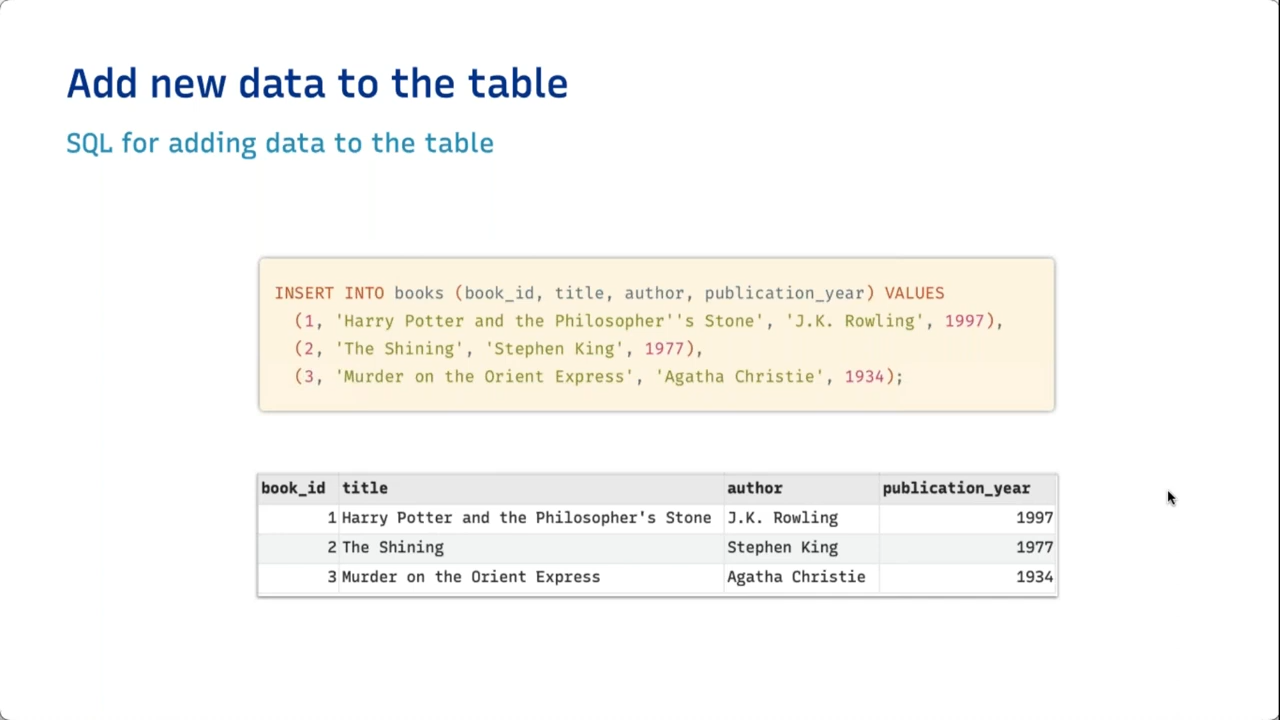 Add new data to the table
SQL for adding data to the table
INSERT INTO books (book_id, title, author, publication_year) VALUES
(1, 'Harry Potter and the Philosopher''s Stone', 'J.K. Rowling', 1997),
(2, 'The Shining', 'Stephen King', 1977),
(3, 'Murder on the Orient Express', 'Agatha Christie', 1934);
book_id title author publication_year
1 Harry Potter and the Philosopher's Stone J.K. Rowling 1997
2 The Shining Stephen King 1977
3 Murder on the Orient Express Agatha Christie 1934